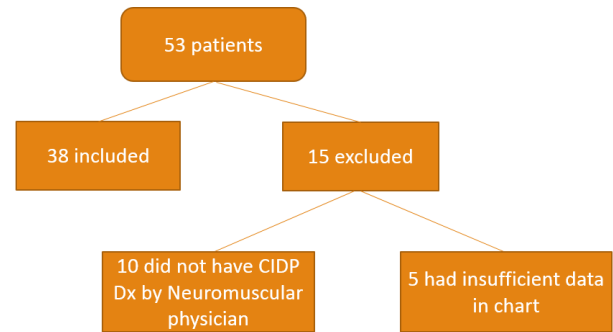 53 patients
38 included
15 excluded
10 did not have CIDP
Dx by Neuromuscular
physician
5 had insufficient data
in chart